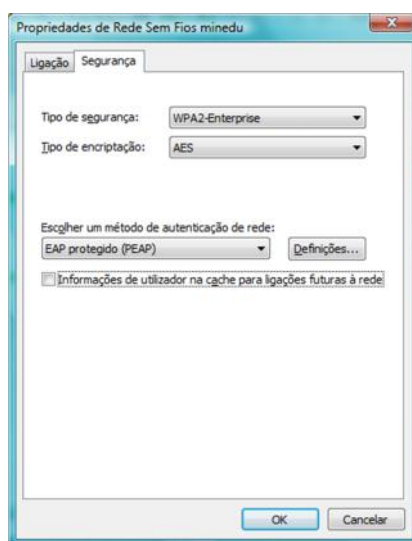 Propriedades de Rede Sem Fios minedu
Ligação Segurança
Tipo de segurança: WPA2-Enterprise
Tipo de encriptação: AES
Escolher um método de autenticação de rede:
EAP protegido (PEAP) Definições...
Informações de utilizador na cache para ligações futuras à rede
OK Cancelar